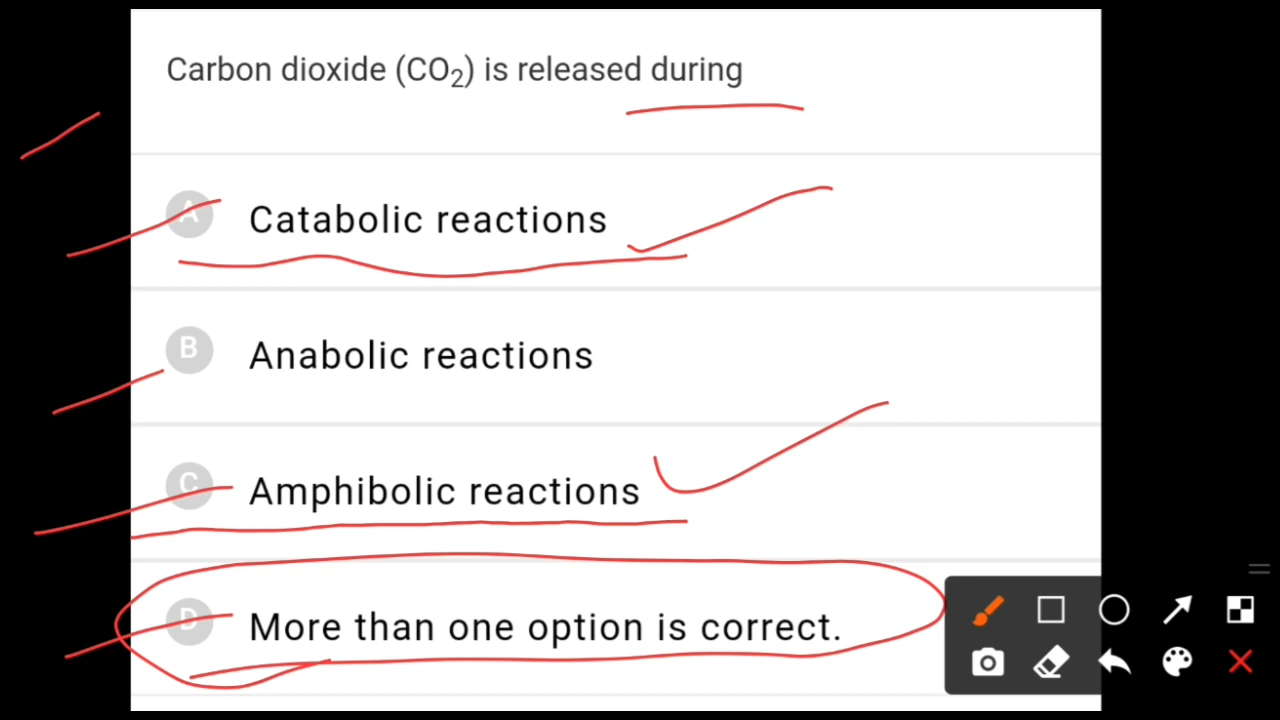 Carbon dioxide (CO₂) is released during
A Catabolic reactions
B Anabolic reactions
C Amphibolic reactions
D More than one option is correct.